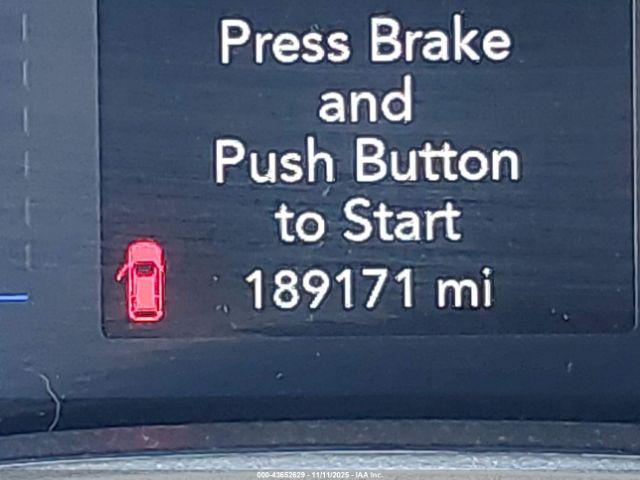 Press Brake
and
Push Button
to Start
189171 mi
000-43652629 - 11/11/2025 - IAA Inc.